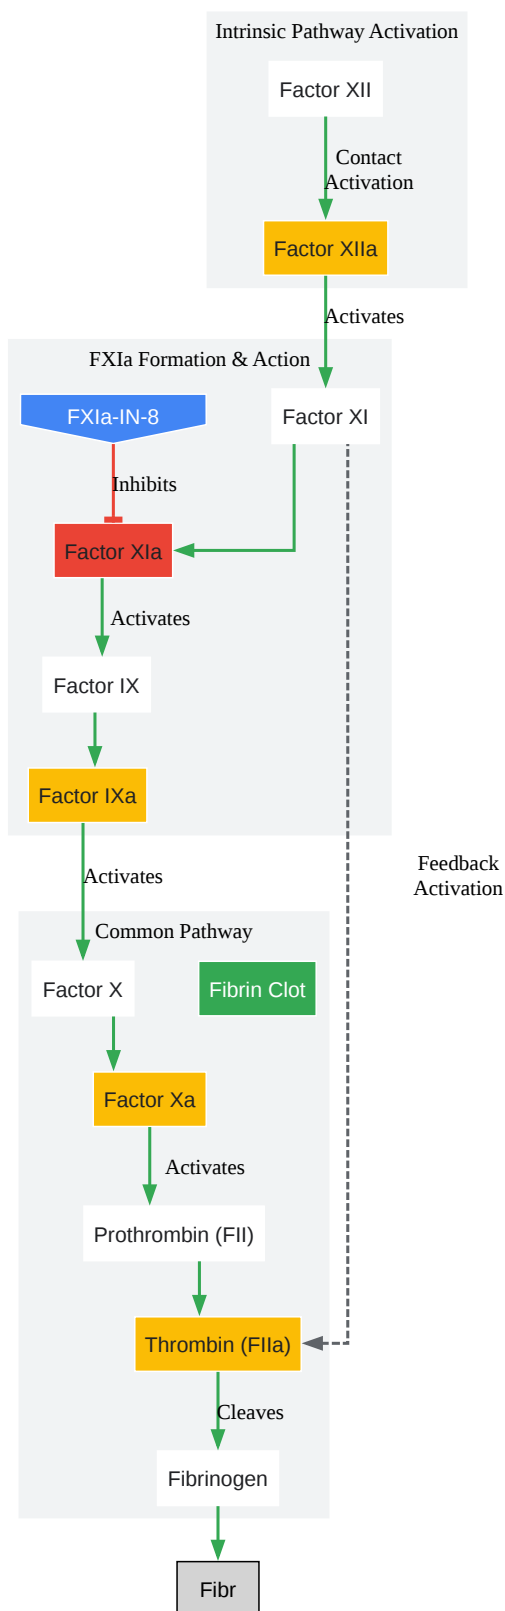 Intrinsic Pathway Activation
Factor XII
Contact
Activation
Factor XIIa
Activates
FXIa Formation & Action
FXIa-IN-8
Factor XI
Inhibits
Factor XIa
Activates
Factor IX
Factor IXa
Feedback
Activation
Activates
Common Pathway
Factor X
Fibrin Clot
Factor Xa
Activates
Prothrombin (FII)
Thrombin (FIIa)
Cleaves
Fibrinogen
Fibr